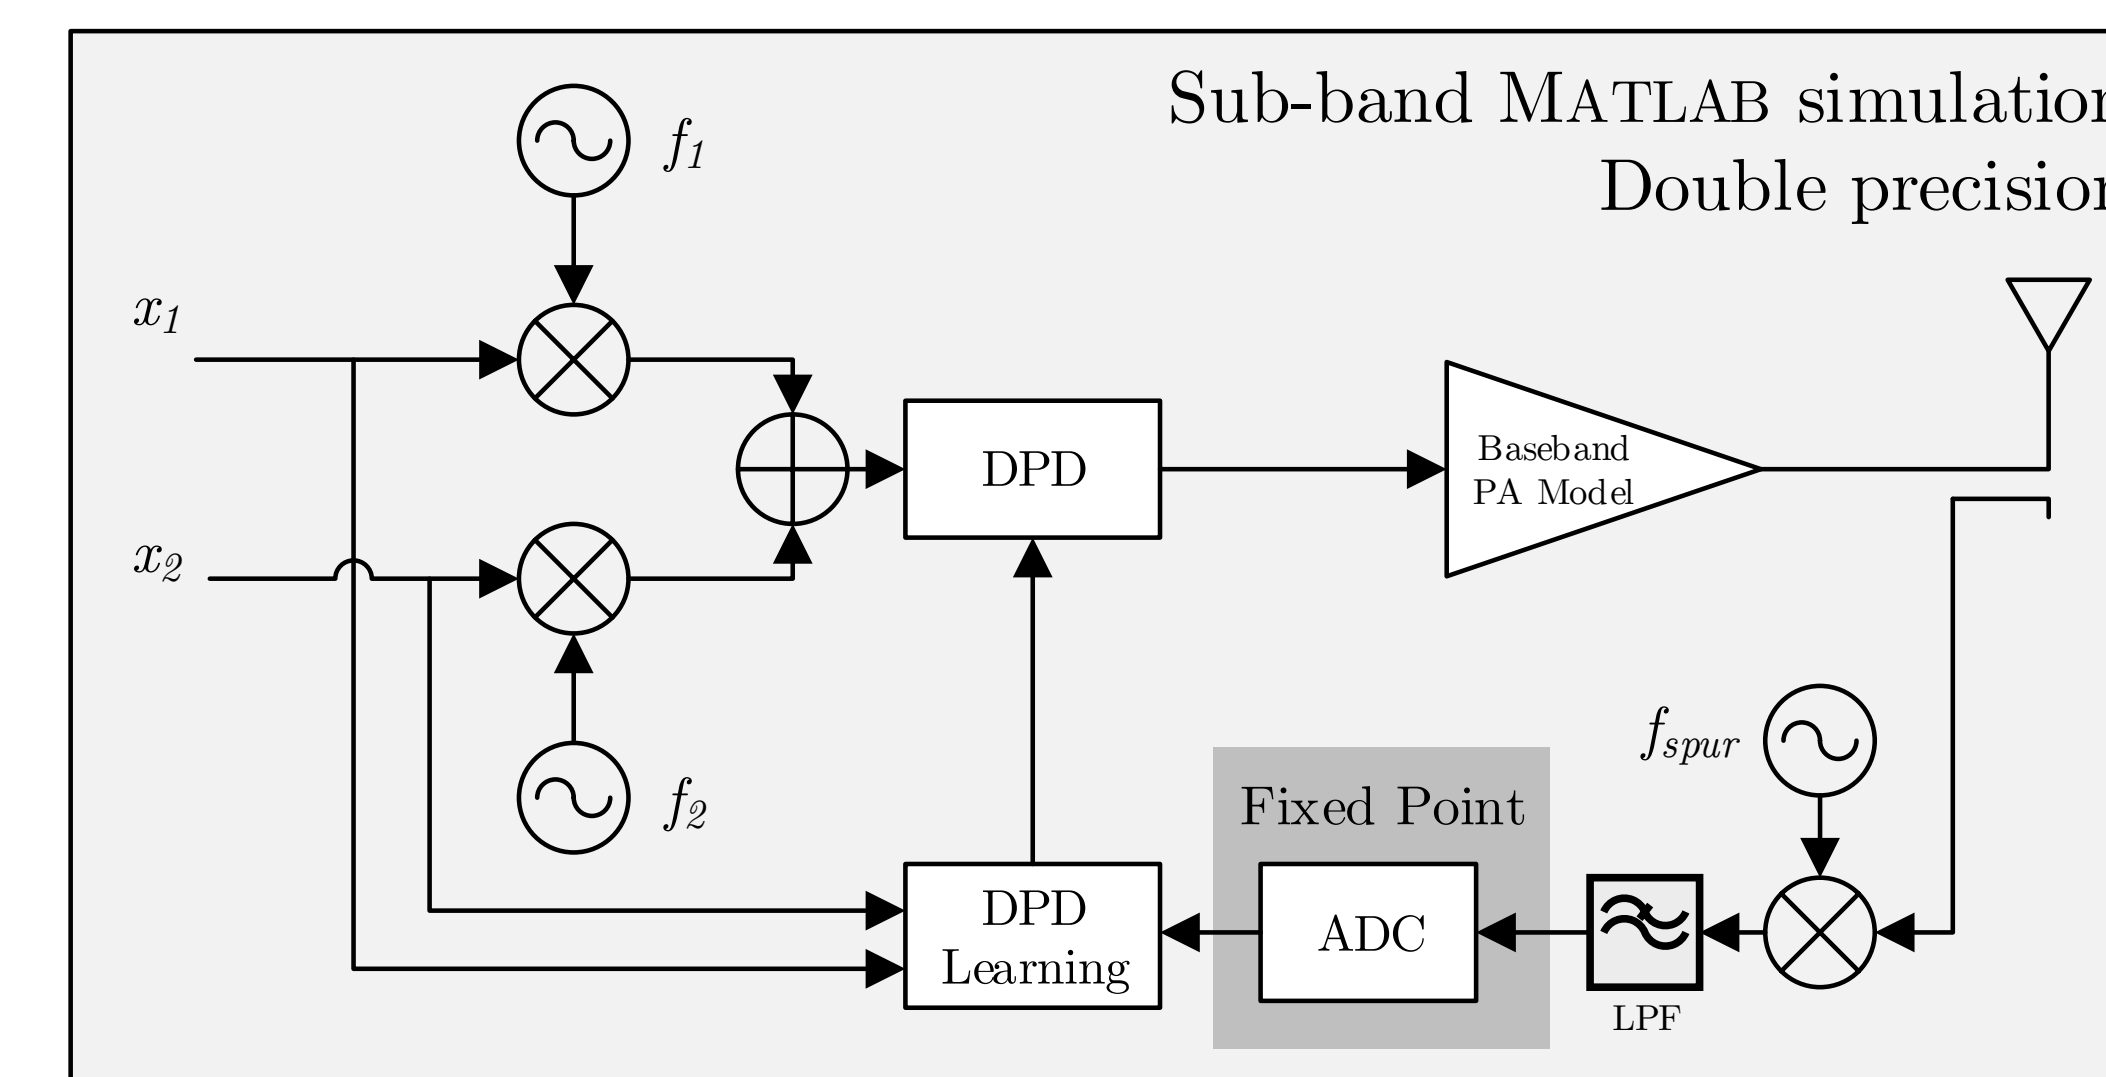 Sub-band MATLAB simulation
Double precision
f1
x1
Baseband
PA Model
DPD
x2
fspur
f2
Fixed Point
DPD
Learning
ADC
LPF